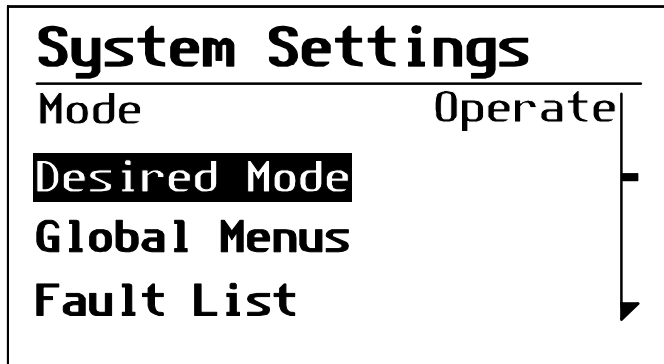 System Settings
Mode Operate
Desired Mode
Global Menus
Fault List